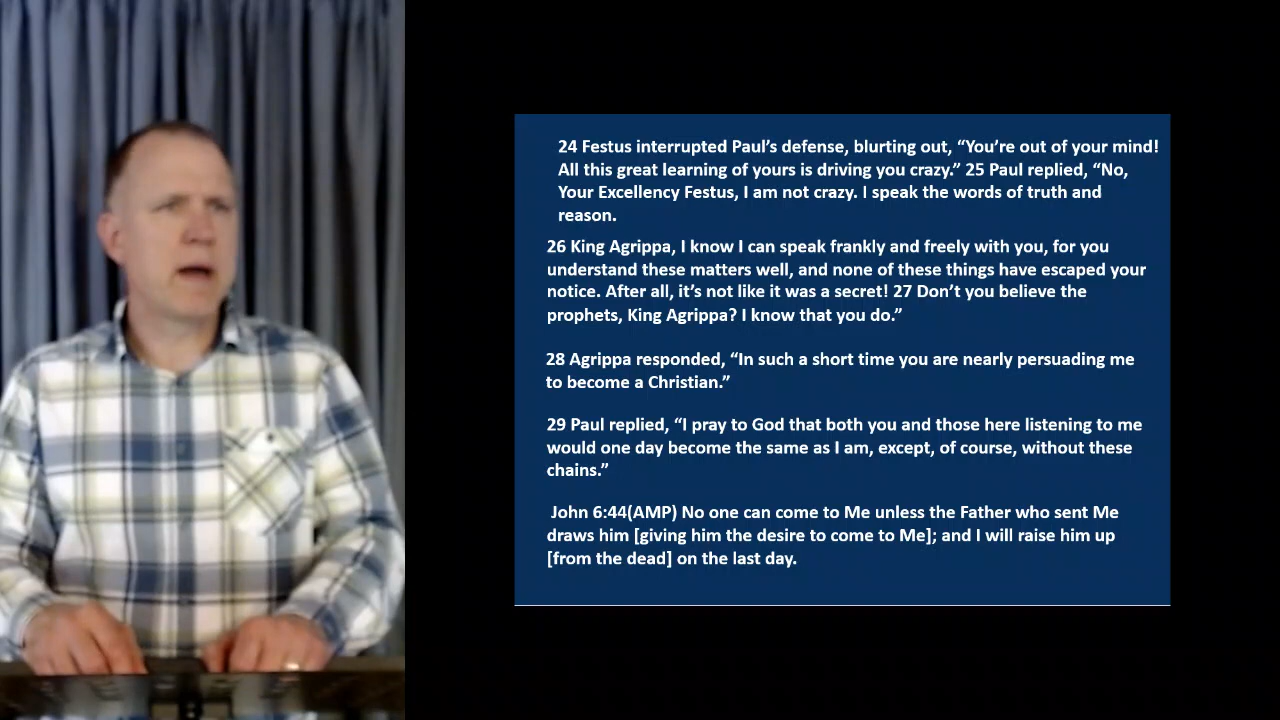 24 Festus interrupted Paul’s defense, blurting out, “You’re out of your mind!
All this great learning of yours is driving you crazy.” 25 Paul replied, “No,
Your Excellency Festus, I am not crazy. I speak the words of truth and
reason.
26 King Agrippa, I know I can speak frankly and freely with you, for you
understand these matters well, and none of these things have escaped your
notice. After all, it’s not like it was a secret! 27 Don’t you believe the
prophets, King Agrippa? I know that you do.”
28 Agrippa responded, “In such a short time you are nearly persuading me
to become a Christian.”
29 Paul replied, “I pray to God that both you and those here listening to me
would one day become the same as I am, except, of course, without these
chains.”
John 6:44(AMP) No one can come to Me unless the Father who sent Me
draws him [giving him the desire to come to Me]; and I will raise him up
[from the dead] on the last day.